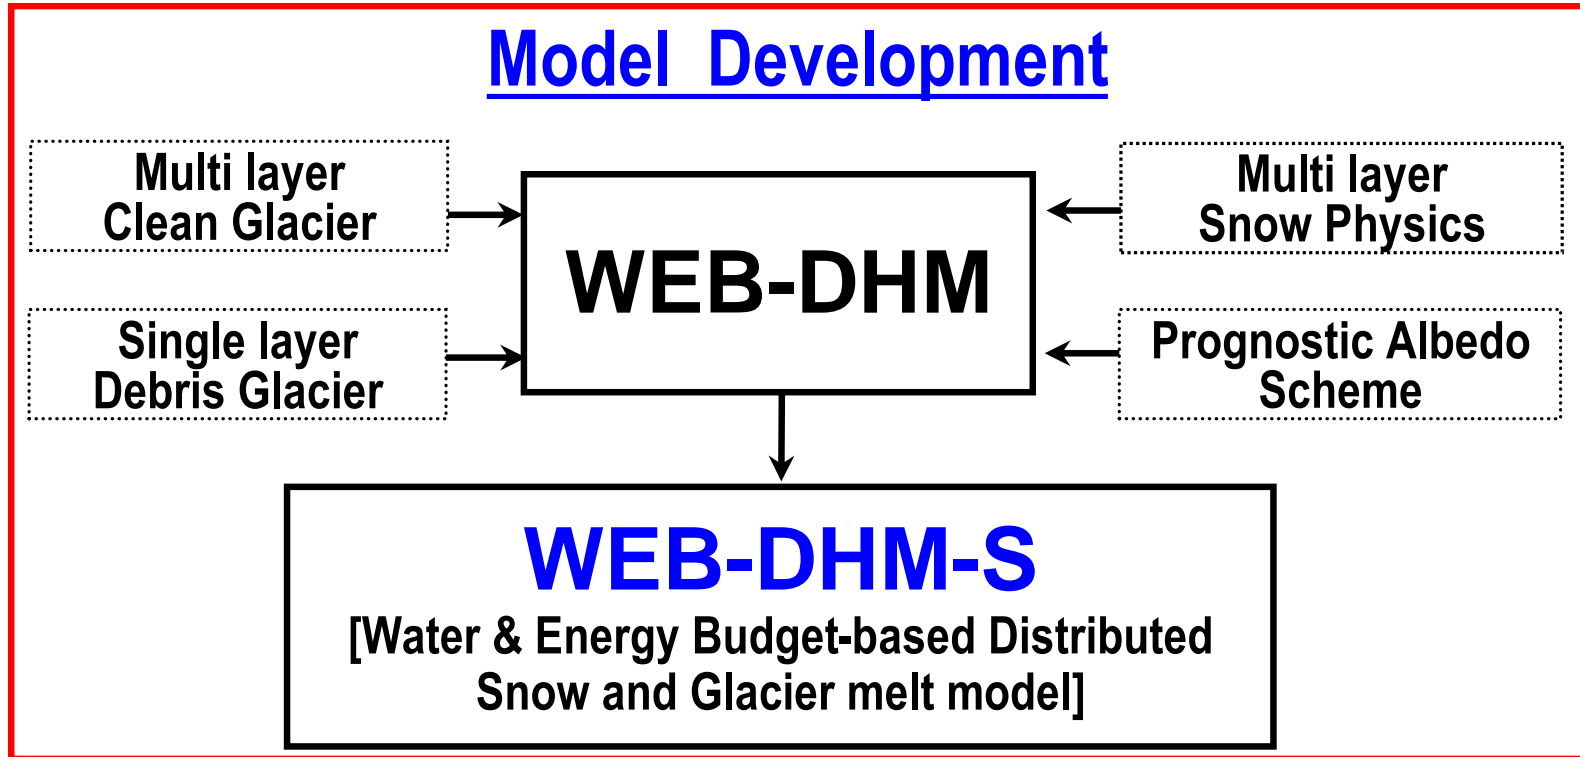 Model Development
Multi layer
Clean Glacier
Multi layer
Snow Physics
WEB-DHM
Single layer
Debris Glacier
Prognostic Albedo
Scheme
WEB-DHM-S
[Water & Energy Budget-based Distributed
Snow and Glacier melt model]